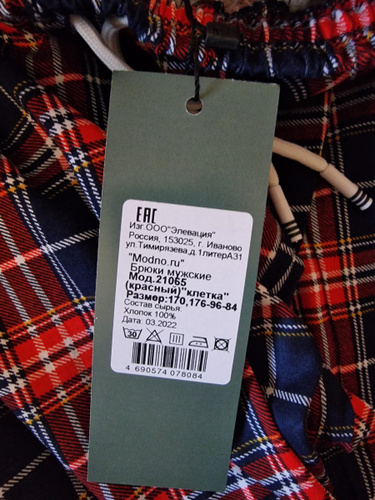 EAC
Изг.ООО"Элевация"
Россия, 153025, г. Иваново
ул.Тимирязева,д.1литерА31
"Modno.ru"
Брюки мужские
Мод.21065
(красный)"клетка"
Размер:170,176-96-84
Состав сырья:
Хлопок 100%
Дата: 03.2022
30
4 690574 078084